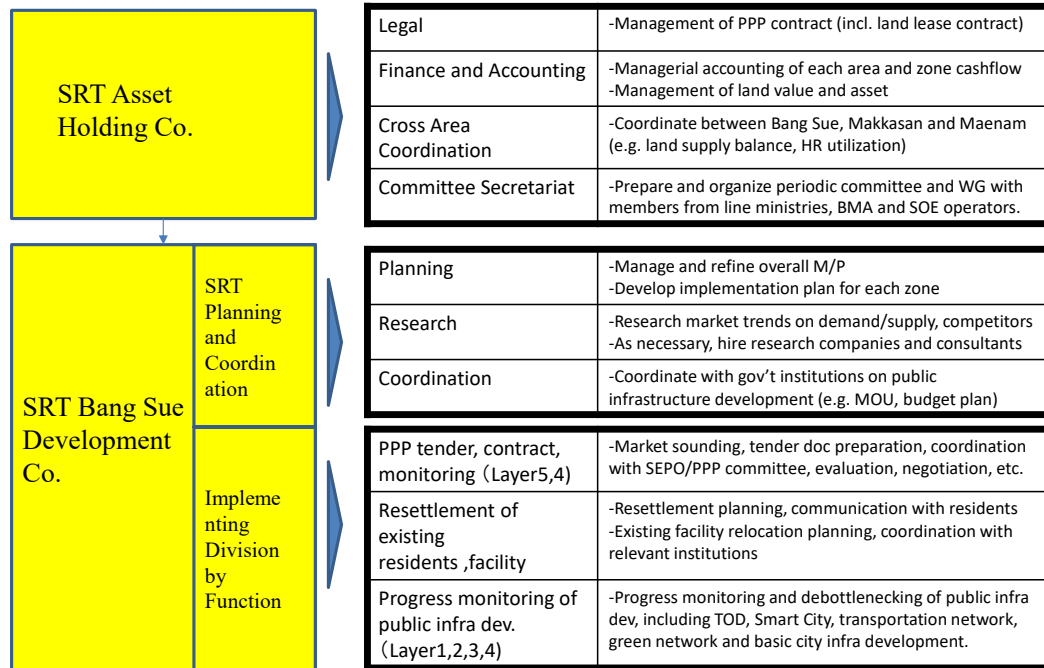 SRT Asset
Holding Co.
Legal
-Management of PPP contract (incl. land lease contract)
Finance and Accounting
-Managerial accounting of each area and zone cashflow
-Management of land value and asset
Cross Area
Coordination
-Coordinate between Bang Sue, Makkasan and Maenam
(e.g. land supply balance, HR utilization)
Committee Secretariat
-Prepare and organize periodic committee and WG with
members from line ministries, BMA and SOE operators.
SRT Bang Sue
Development
Co.
SRT
Planning
and
Coordin
ation
Planning
-Manage and refine overall M/P
-Develop implementation plan for each zone
Research
-Research market trends on demand/supply, competitors
-As necessary, hire research companies and consultants
Coordination
-Coordinate with gov't institutions on public
infrastructure development (e.g. MOU, budget plan)
Impleme
nting
Division
by
Function
PPP tender, contract,
monitoring（Layer5,4)
-Market sounding, tender doc preparation, coordination
with SEPO/PPP committee, evaluation, negotiation, etc.
Resettlement of
existing
residents ,facility
-Resettlement planning, communication with residents
-Existing facility relocation planning, coordination with
relevant institutions
Progress monitoring of
public infra dev.
（Layer1,2,3,4)
-Progress monitoring and debottlenecking of public infra
dev, including TOD, Smart City, transportation network,
green network and basic city infra development.